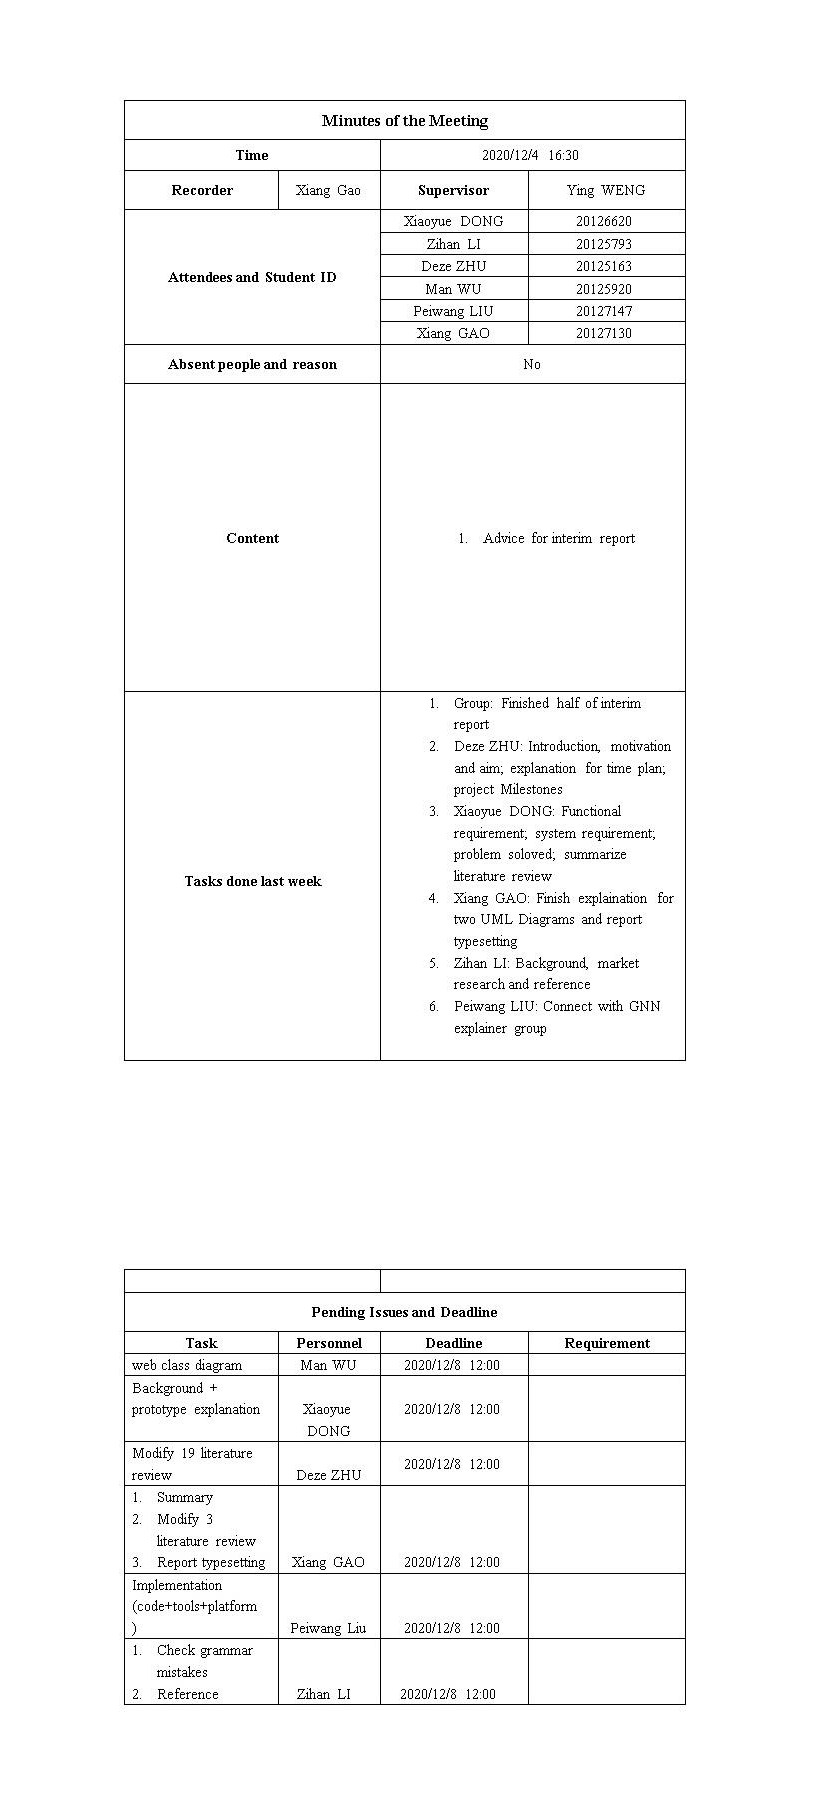 Minutes of the Meeting
Time 2020/12/4 16:30
Recorder Xiang Gao Supervisor Ying WENG
Attendees and Student ID
Xiaoyue DONG 20126620
Zihan LI 20125793
Deze ZHU 20125163
Man WU 20125920
Peiwang LIU 20127147
Xiang GAO 20127130
Absent people and reason No
Content
1. Advice for interim report
Tasks done last week
1. Group: Finished half of interim
report
2. Deze ZHU: Introduction, motivation
and aim; explanation for time plan;
project Milestones
3. Xiaoyue DONG: Functional
requirement; system requirement;
problem soloved; summarize
literature review
4. Xiang GAO: Finish explaination for
two UML Diagrams and report
typesetting
5. Zihan LI: Background, market
research and reference
6. Peiwang LIU: Connect with GNN
explainer group
Pending Issues and Deadline
Task Personnel Deadline Requirement
web class diagram Man WU 2020/12/8 12:00
Background +
prototype explanation Xiaoyue 2020/12/8 12:00
DONG
Modify 19 literature
2020/12/8 12:00
review Deze ZHU
1. Summary
2. Modify 3
literature review
3. Report typesetting Xiang GAO 2020/12/8 12:00
Implementation
(code+tools+platform
) Peiwang Liu 2020/12/8 12:00
1. Check grammar
mistakes
2. Reference Zihan LI 2020/12/8 12:00